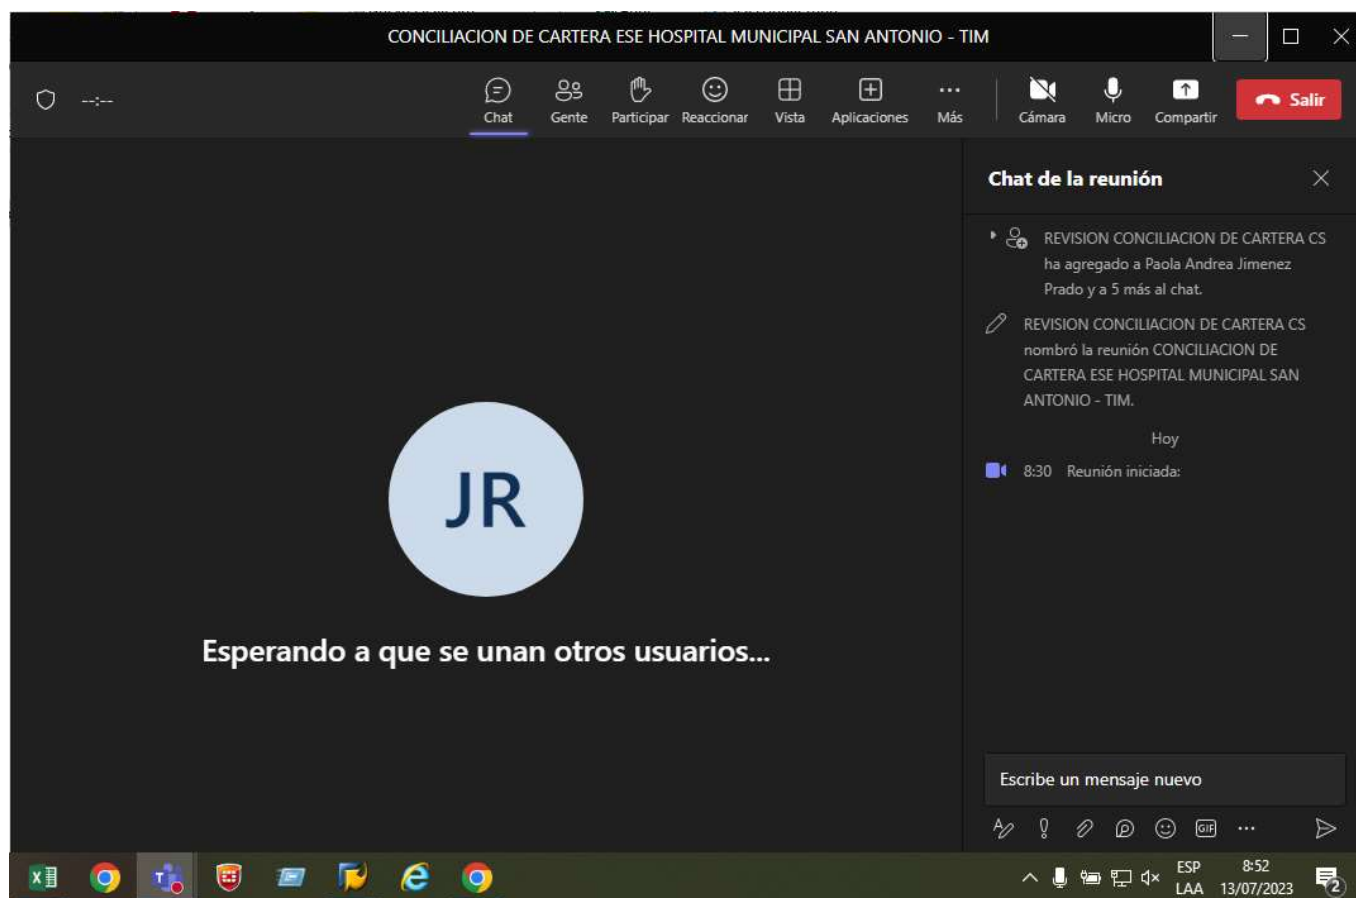 CONCILIACION DE CARTERA ESE HOSPITAL MUNICIPAL SAN ANTONIO - TIM
--:--
Chat
Gente
Participar
Reaccionar
Vista
Aplicaciones
Más
Cámara
Micro
Compartir
Salir
Chat de la reunión
REVISION CONCILIACION DE CARTERA CS
ha agregado a Paola Andrea Jimenez
Prado y a 5 más al chat.
REVISION CONCILIACION DE CARTERA CS
nombró la reunión CONCILIACION DE
CARTERA ESE HOSPITAL MUNICIPAL SAN
ANTONIO - TIM.
Hoy
8:30 Reunión iniciada:
JR
Esperando a que se unan otros usuarios...
Escribe un mensaje nuevo
GIF
ESP
LAA
8:52
13/07/2023
2